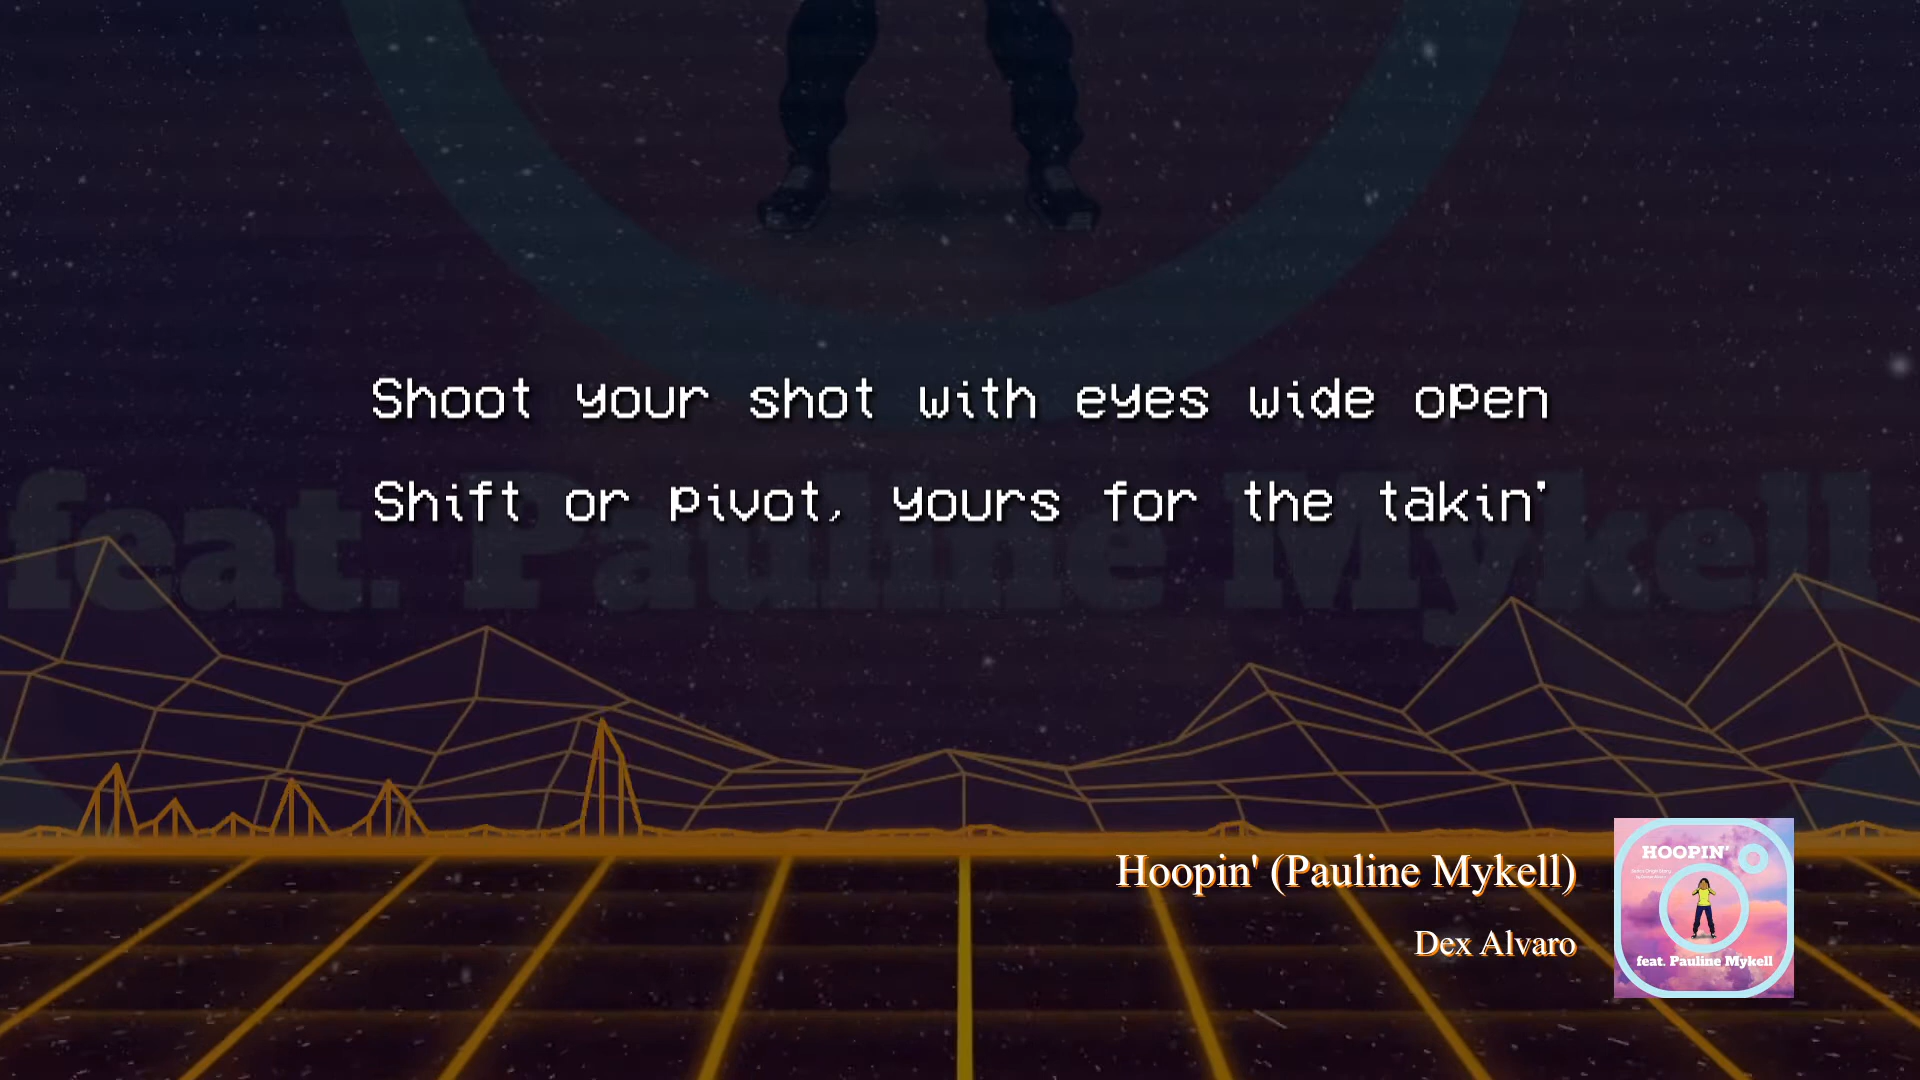 Shoot your shot with eyes wide open
Shift or pivot, yours for the takin'
feat. Pauline Mykell
Hoopin' (Pauline Mykell)
Dex Alvaro
HOOPIN'
feat. Pauline Mykell